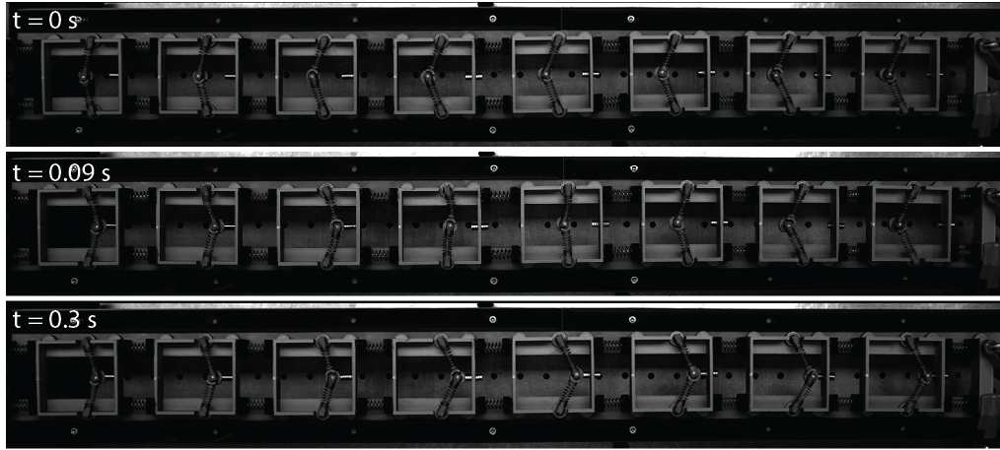 t = 0 s
t = 0.09 s
t = 0.3 s